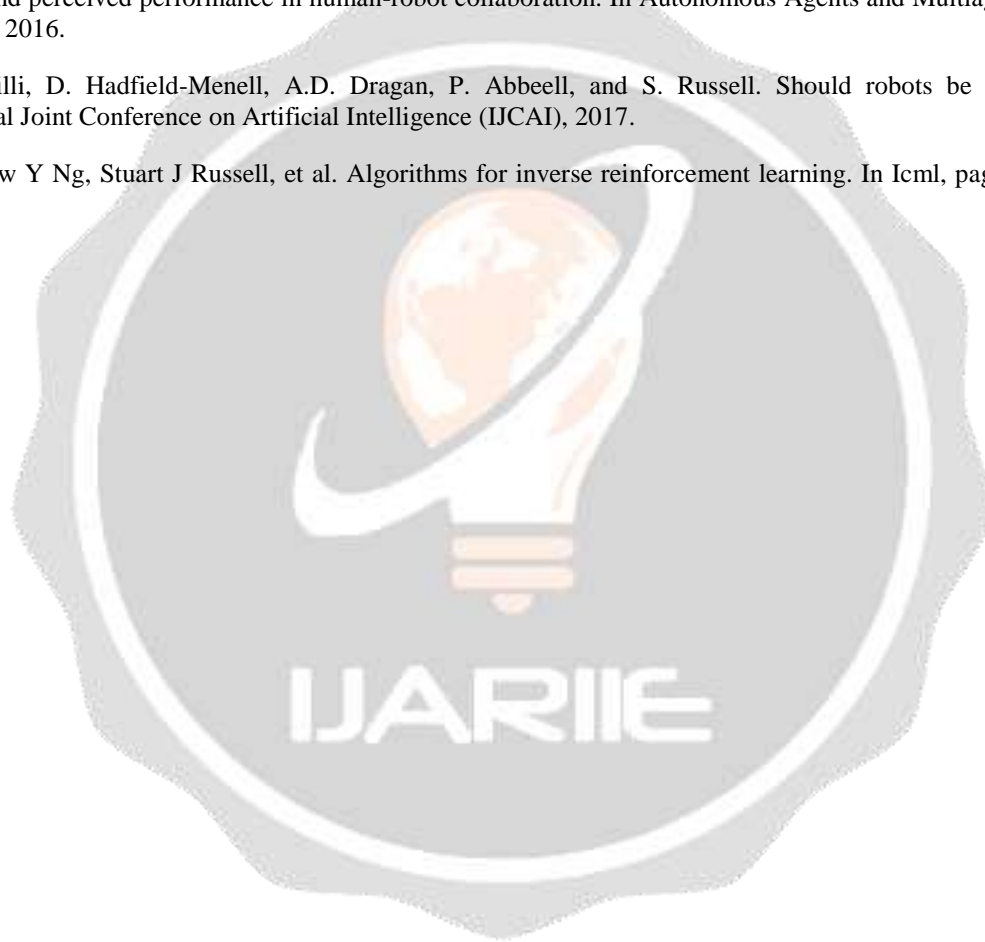 nd perceived performance in human-robot collaboration. In Autonomous Agents and Multiag
2016.
illi, D. Hadfield-Menell, A.D. Dragan, P. Abbeell, and S. Russell. Should robots be
al Joint Conference on Artificial Intelligence (IJCAI), 2017.
w Y Ng, Stuart J Russell, et al. Algorithms for inverse reinforcement learning. In Icml, pag
IJARIIE